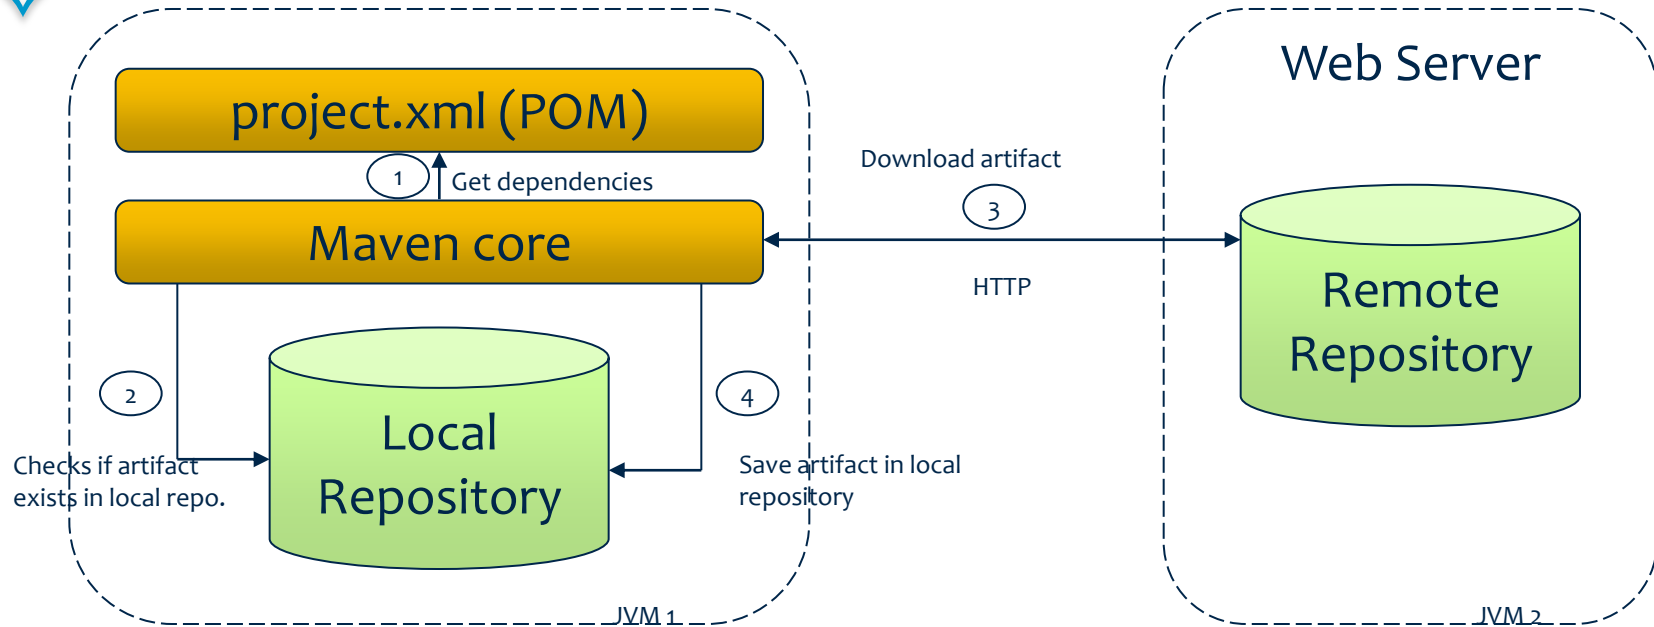 Web Server
project.xml (POM)
Download artifact
1
Get dependencies
3
Maven core
HTTP
Remote
Repository
2
4
Local
Repository
Checks if artifact
exists in local repo.
Save artifact in local
repository
JVM 1
JVM 2